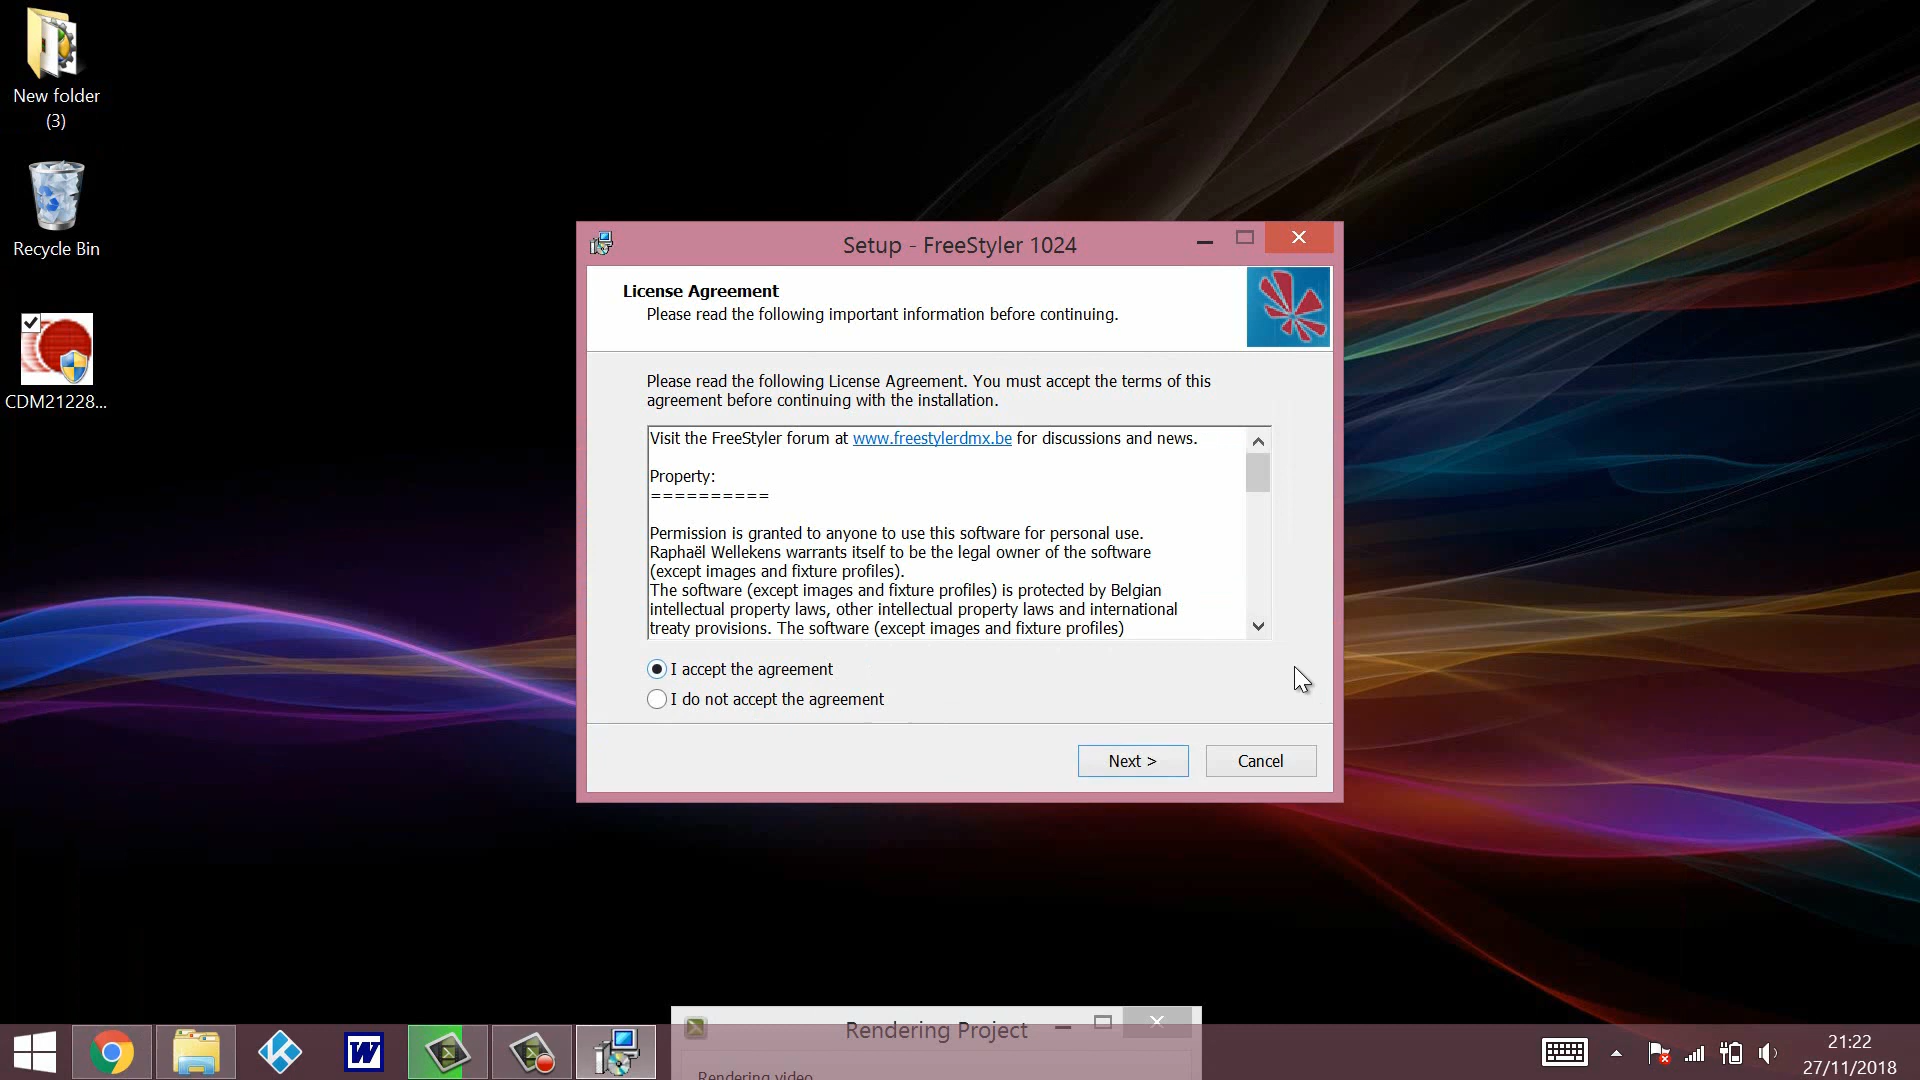 New folder
(3)
Recycle Bin
CDM21228...
Setup - FreeStyler 1024
License Agreement
Please read the following important information before continuing.
Please read the following License Agreement. You must accept the terms of this
agreement before continuing with the installation.
Visit the FreeStyler forum at www.freestylerdmx.be for discussions and news.
Property:
==========
Permission is granted to anyone to use this software for personal use.
Raphaël Wellekens warrants itself to be the legal owner of the software
(except images and fixture profiles).
The software (except images and fixture profiles) is protected by Belgian
intellectual property laws, other intellectual property laws and international
treaty provisions. The software (except images and fixture profiles)
I accept the agreement
I do not accept the agreement
Next >
Cancel
Rendering Project
Rendering video
W
21:22
27/11/2018